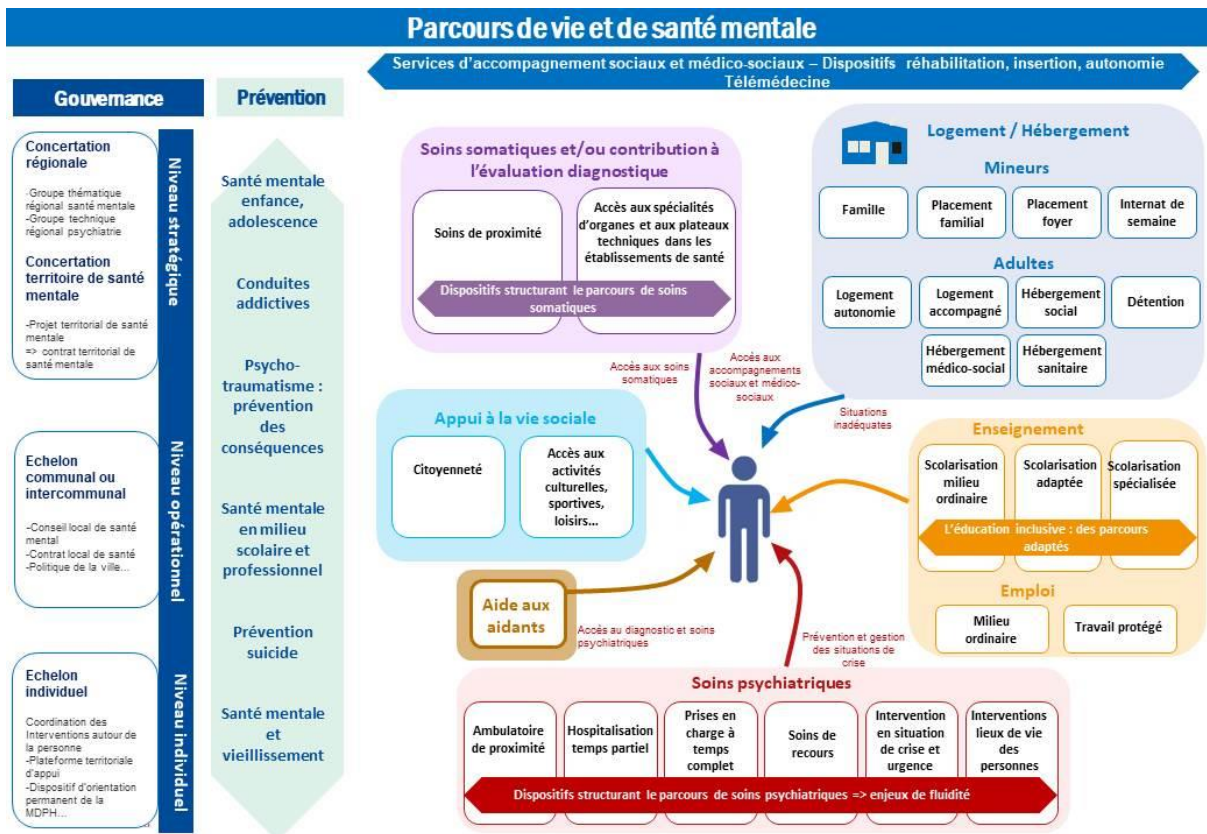 Parcours de vie et de santé mentale
Services d'accompagnement sociaux et médico-sociaux – Dispositifs réhabilitation, insertion, autonomie
Télémédecine
Gouvernance
Concertation
régionale
-Groupe thématique
régional santé mentale
-Groupe technique
régional psychiatrie
Concertation
territoire de santé
mentale
-Projet territorial de santé
mentale
=> contrat territorial de
santé mentale
Niveau stratégique
Echelon
communal ou
intercommunal
-Conseil local de santé
mental
-Contrat local de santé
-Politique de la ville...
Niveau opérationnel
Echelon
individuel
Coordination des
Interventions autour de
la personne
-Plateforme territoriale
d'appui
-Dispositif d'orientation
permanent de la
MDPH...
Niveau individuel
Prévention
Santé mentale
enfance,
adolescence
Conduites
addictives
Psycho-
traumatisme :
prévention
des
conséquences
Santé mentale
en milieu
scolaire et
professionnel
Prévention
suicide
Santé mentale
et
vieillissement
Soins somatiques et/ou contribution à
l'évaluation diagnostique
Soins de proximité
Accès aux spécialités
d'organes et aux plateaux
techniques dans les
établissements de santé
Dispositifs structurant le parcours de soins
somatiques
Logement / Hébergement
Mineurs
Famille
Placement
familial
Placement
foyer
Internat de
semaine
Adultes
Logement
autonomie
Logement
accompagné
Hébergement
social
Détention
Hébergement
médico-social
Hébergement
sanitaire
Accès aux soins
somatiques
Accès aux
accompagnements
sociaux et médico-
sociaux
Situations
inadéquates
Appui à la vie sociale
Citoyenneté
Accès aux
activités
culturelles,
sportives,
loisirs...
Enseignement
Scolarisation
milieu
ordinaire
Scolarisation
adaptée
Scolarisation
spécialisée
L'éducation inclusive : des parcours
adaptés
Emploi
Milieu
ordinaire
Travail protégé
Aide aux
aidants
Accès au diagnostic et soins
psychiatriques
Prévention et gestion
des situations de
crise
Soins psychiatriques
Ambulatoire
de proximité
Hospitalisation
temps partiel
Prises en
charge à
temps
complet
Soins de
recours
Intervention
en situation
de crise et
urgence
Interventions
lieux de vie
des
personnes
Dispositifs structurant le parcours de soins psychiatriques => enjeux de fluidité